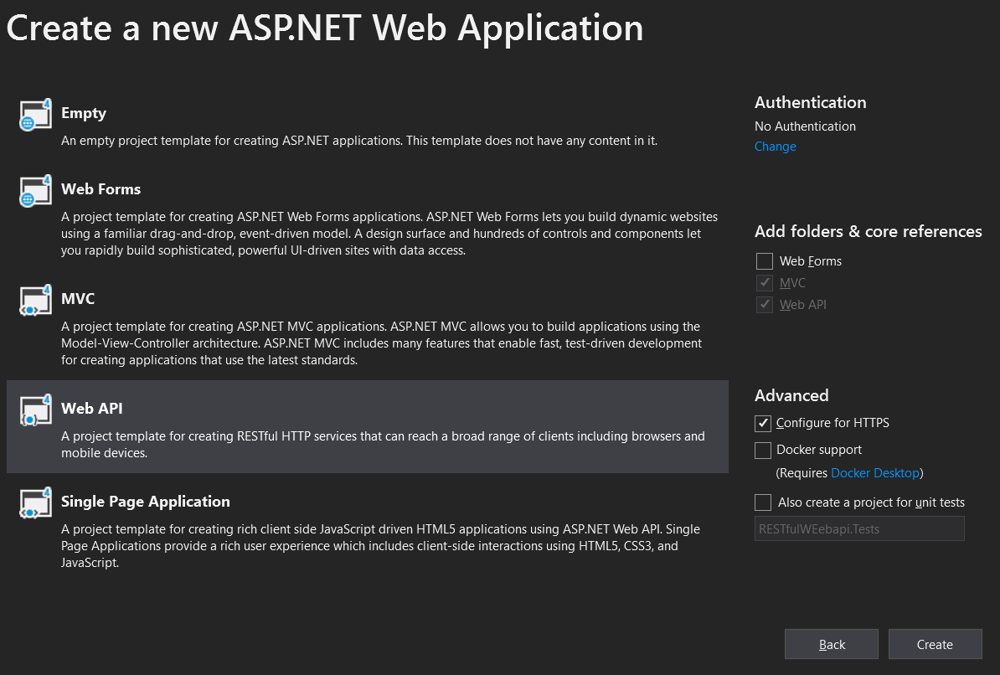 Create a new ASP.NET Web Application
Empty
An empty project template for creating ASP.NET applications. This template does not have any content in it.
Web Forms
A project template for creating ASP.NET Web Forms applications. ASP.NET Web Forms lets you build dynamic websites
using a familiar drag-and-drop, event-driven model. A design surface and hundreds of controls and components let
you rapidly build sophisticated, powerful UI-driven sites with data access.
MVC
A project template for creating ASP.NET MVC applications. ASP.NET MVC allows you to build applications using the
Model-View-Controller architecture. ASP.NET MVC includes many features that enable fast, test-driven development
for creating applications that use the latest standards.
Web API
A project template for creating RESTful HTTP services that can reach a broad range of clients including browsers and
mobile devices.
Single Page Application
A project template for creating rich client side JavaScript driven HTML5 applications using ASP.NET Web API. Single
Page Applications provide a rich user experience which includes client-side interactions using HTML5, CSS3, and
JavaScript.
Authentication
No Authentication
Change
Add folders & core references
Web Forms
MVC
Web API
Advanced
Configure for HTTPS
Docker support
(Requires Docker Desktop)
Also create a project for unit tests
RESTfulWEebapi.Tests
Back
Create